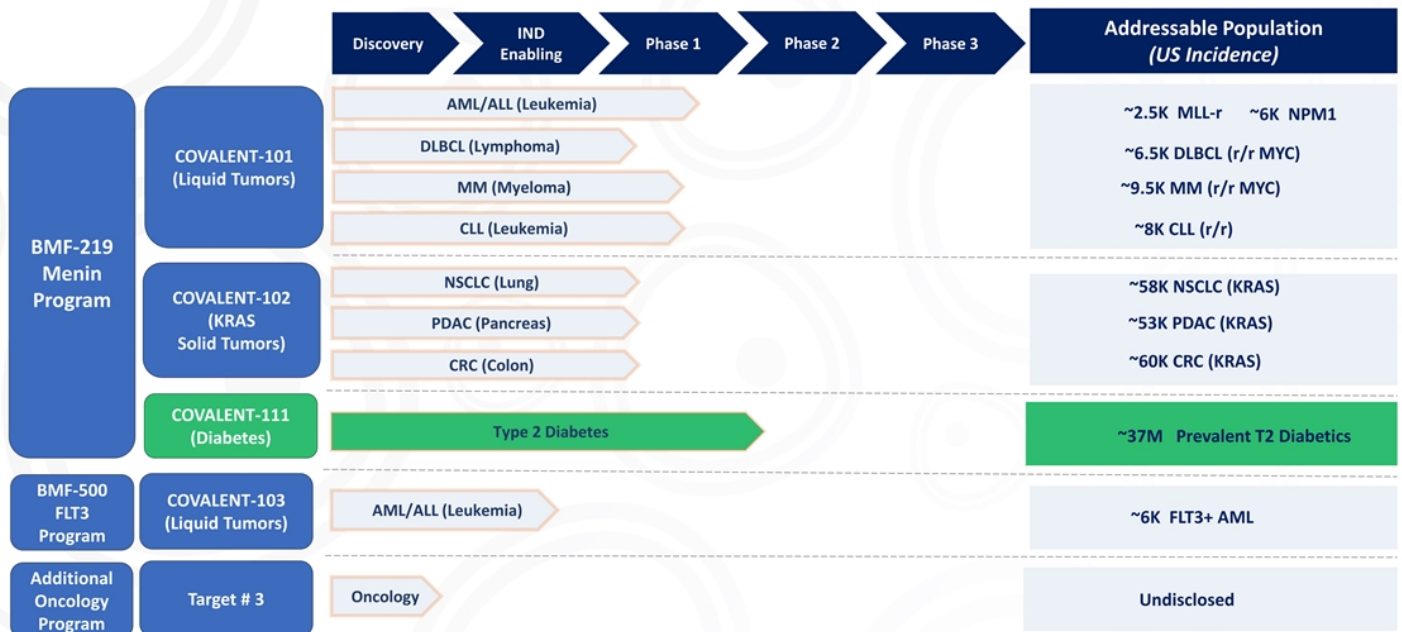 Discovery
IND
Enabling
Phase 1
Phase 2
Phase 3
Addressable Population
(US Incidence)
BMF-219
Menin
Program
COVALENT-101
(Liquid Tumors)
AML/ALL (Leukemia)
~2.5K MLL-r ~6K NPM1
DLBCL (Lymphoma)
~6.5K DLBCL (r/r MYC)
MM (Myeloma)
~9.5K MM (r/r MYC)
CLL (Leukemia)
~8K CLL (r/r)
COVALENT-102
(KRAS
Solid Tumors)
NSCLC (Lung)
~58K NSCLC (KRAS)
PDAC (Pancreas)
~53K PDAC (KRAS)
CRC (Colon)
~60K CRC (KRAS)
COVALENT-111
(Diabetes)
Type 2 Diabetes
~37M Prevalent T2 Diabetics
BMF-500
FLT3
Program
COVALENT-103
(Liquid Tumors)
AML/ALL (Leukemia)
~6K FLT3+ AML
Additional
Oncology
Program
Target # 3
Oncology
Undisclosed